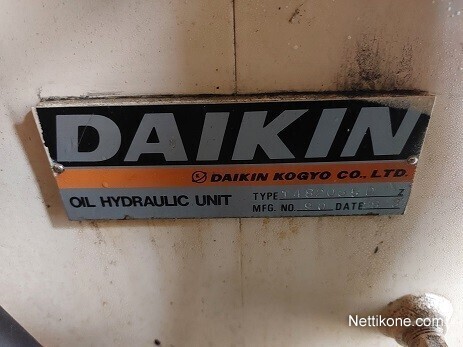 DAIKIN
DAIKIN KOGYO CO., LTD.
OIL HYDRAULIC UNIT
TYPE Z
MFG. NO DATE
Nettikone.com